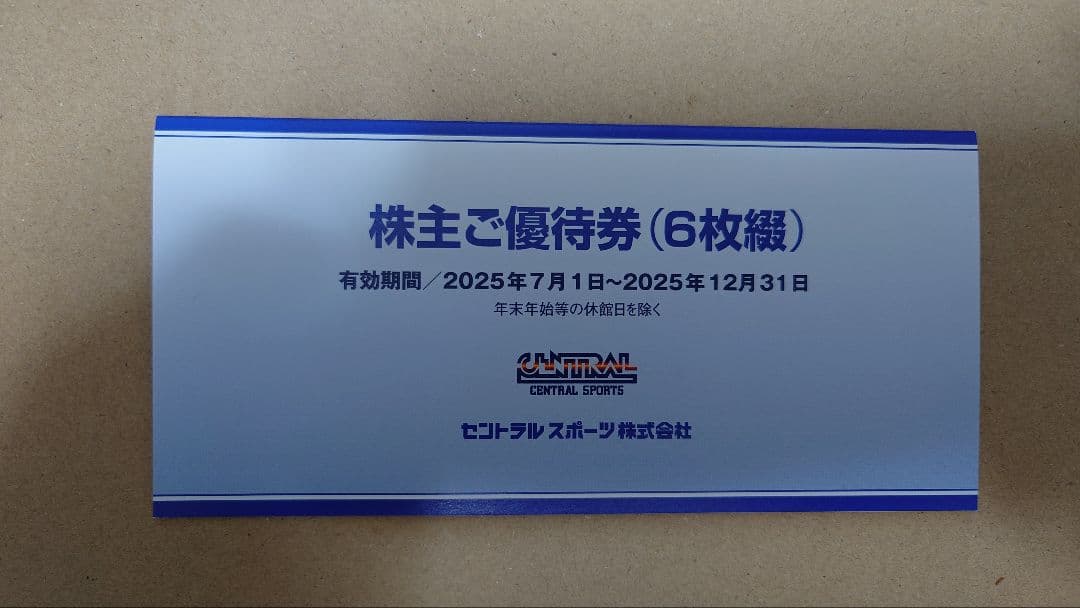 株主ご優待券(6枚綴)
有効期間／2025年7月1日〜2025年12月31日
年末年始等の休館日を除く
CENTRAL
CENTRAL SPORTS
セントラルスポーツ株式会社